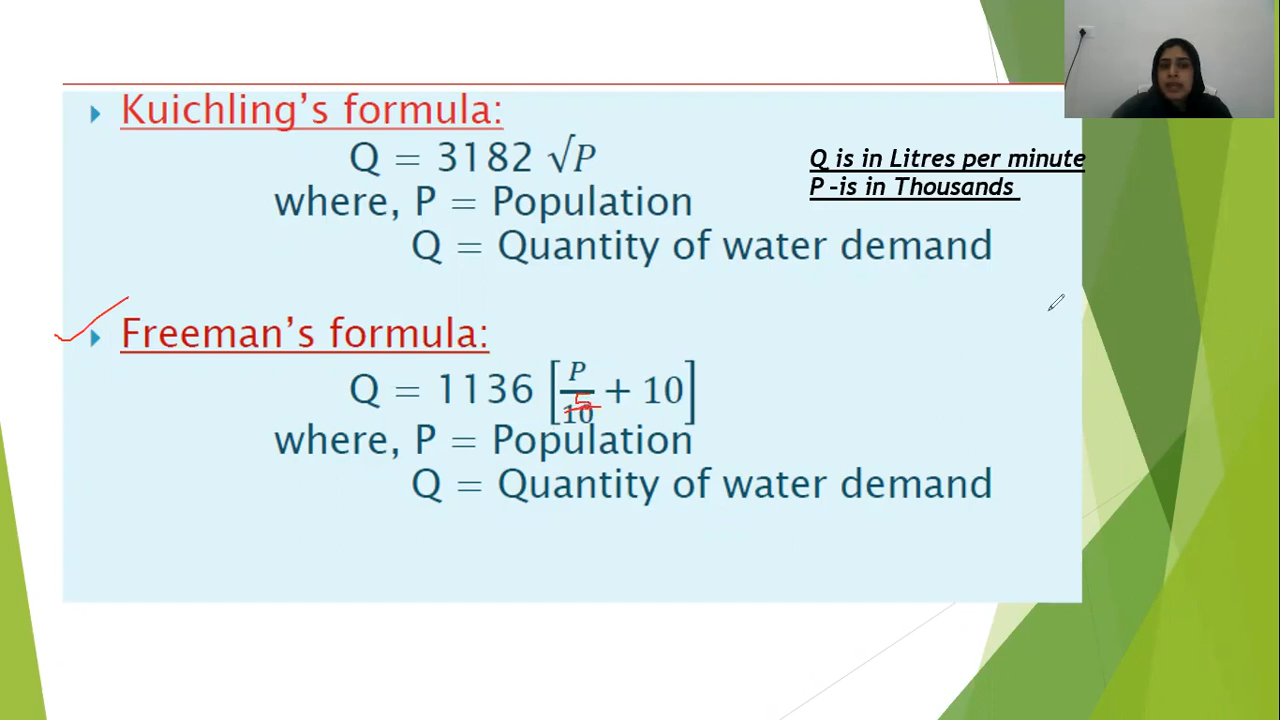 Kuichling's formula:
Q = 3182 √P
Q is in Litres per minute
P -is in Thousands
where, P = Population
Q = Quantity of water demand
Freeman's formula:
Q = 1136 [P/10 + 10]
5
where, P = Population
Q = Quantity of water demand